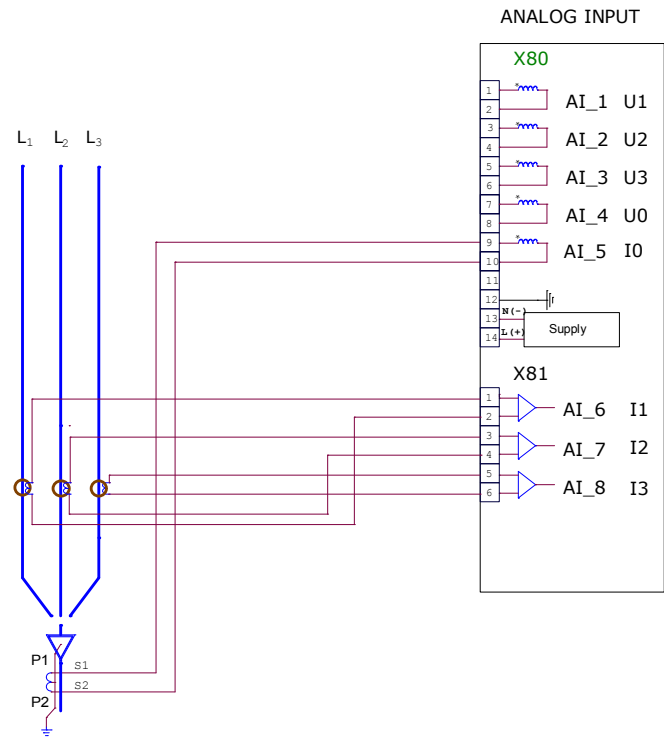 ANALOG INPUT
X80
1
2
AI_1 U1
3
4
AI_2 U2
5
6
AI_3 U3
7
8
AI_4 U0
9
10
AI_5 I0
11
12
13 N(-)
14 L(+)
Supply
X81
1
2
AI_6 I1
3
4
AI_7 I2
5
6
AI_8 I3
L1 L2 L3
P1
S1
S2
P2